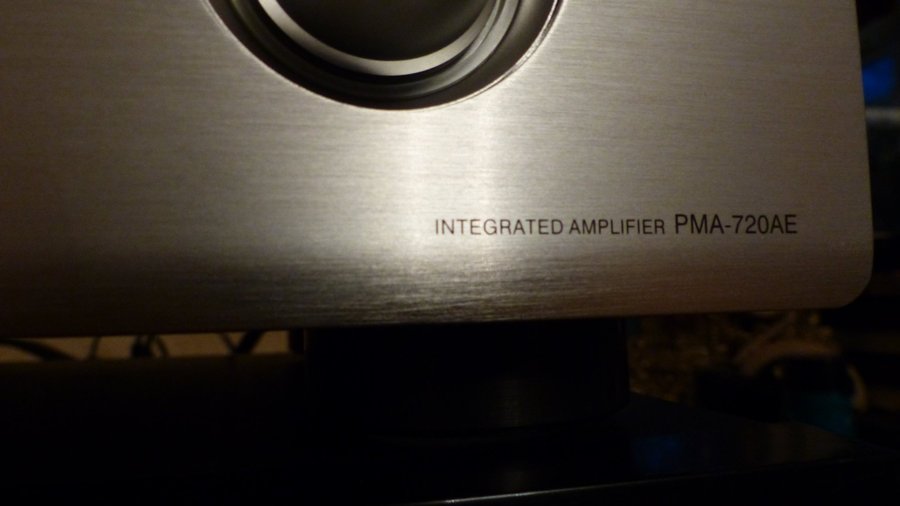 INTEGRATED AMPLIFIER PMA-720AE